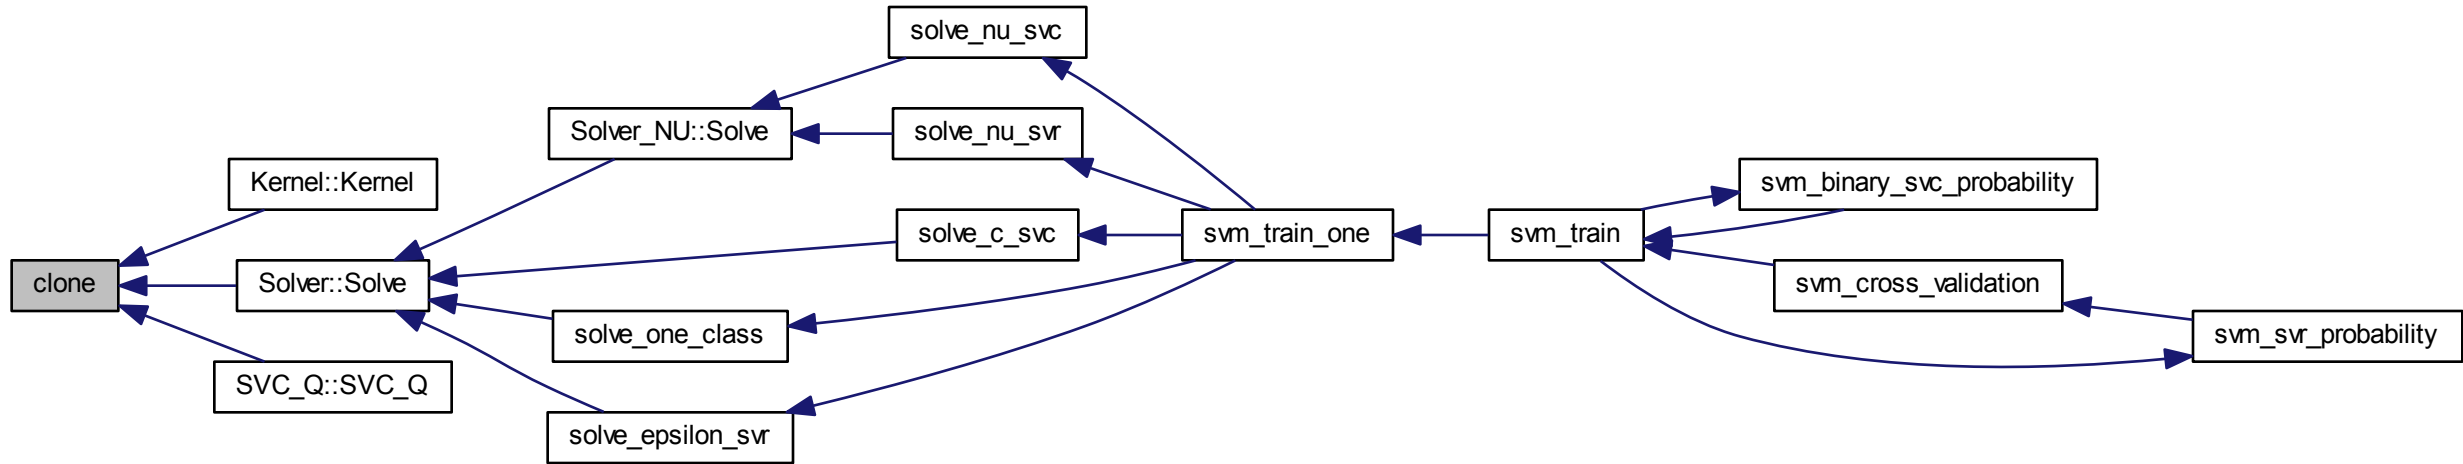 solve_nu_svc
Solver_NU::Solve
solve_nu_svr
Kernel::Kernel
svm_binary_svc_probability
solve_c_svc
svm_train_one
svm_train
clone
Solver::Solve
svm_cross_validation
solve_one_class
svm_svr_probability
SVC_Q::SVC_Q
solve_epsilon_svr